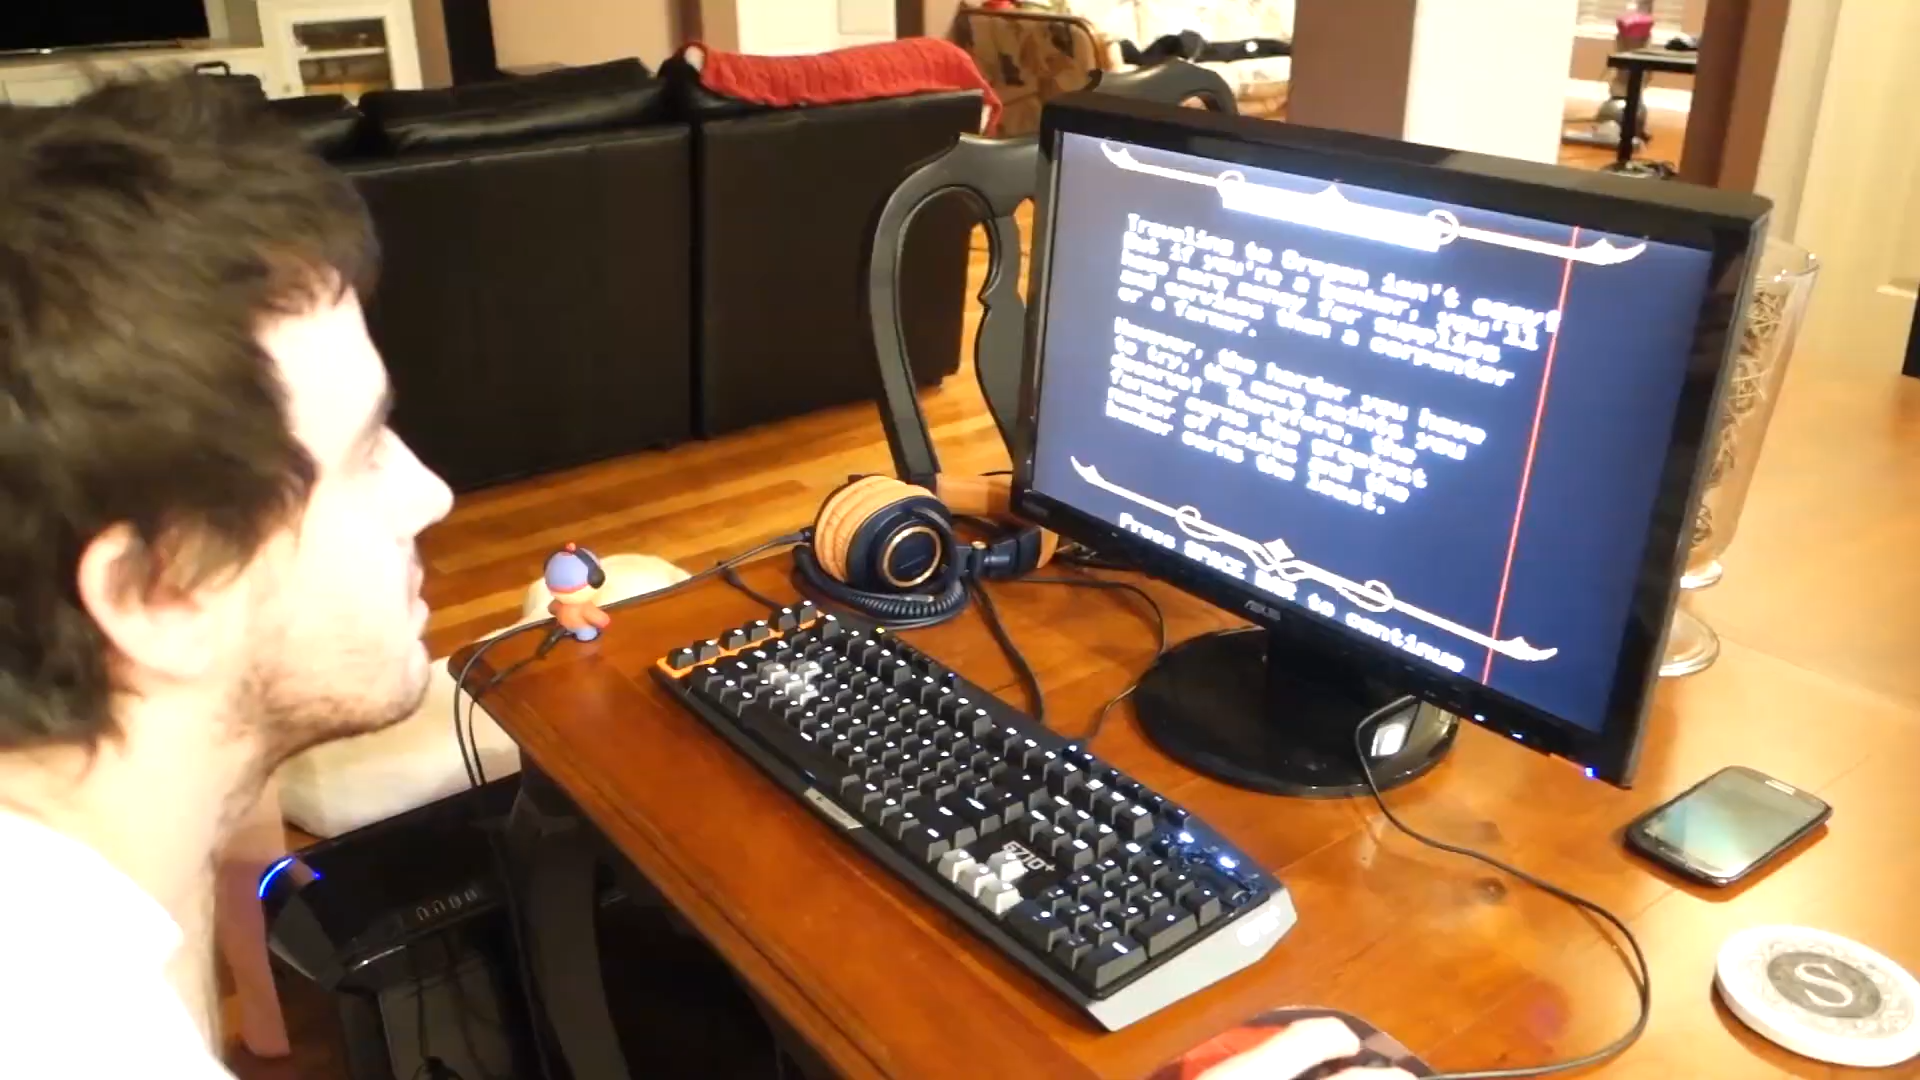 Traveling to Oregon isn't easy!
But if you're a banker, you'll
have more money for supplies
and services than a carpenter
or a farmer.
However, the harder you have
to try, the more points you
deserve! Therefore, the
farmer earns the greatest
number of points and the
banker earns the least.
Press SPACE BAR to continue
ASUS
G710+
S